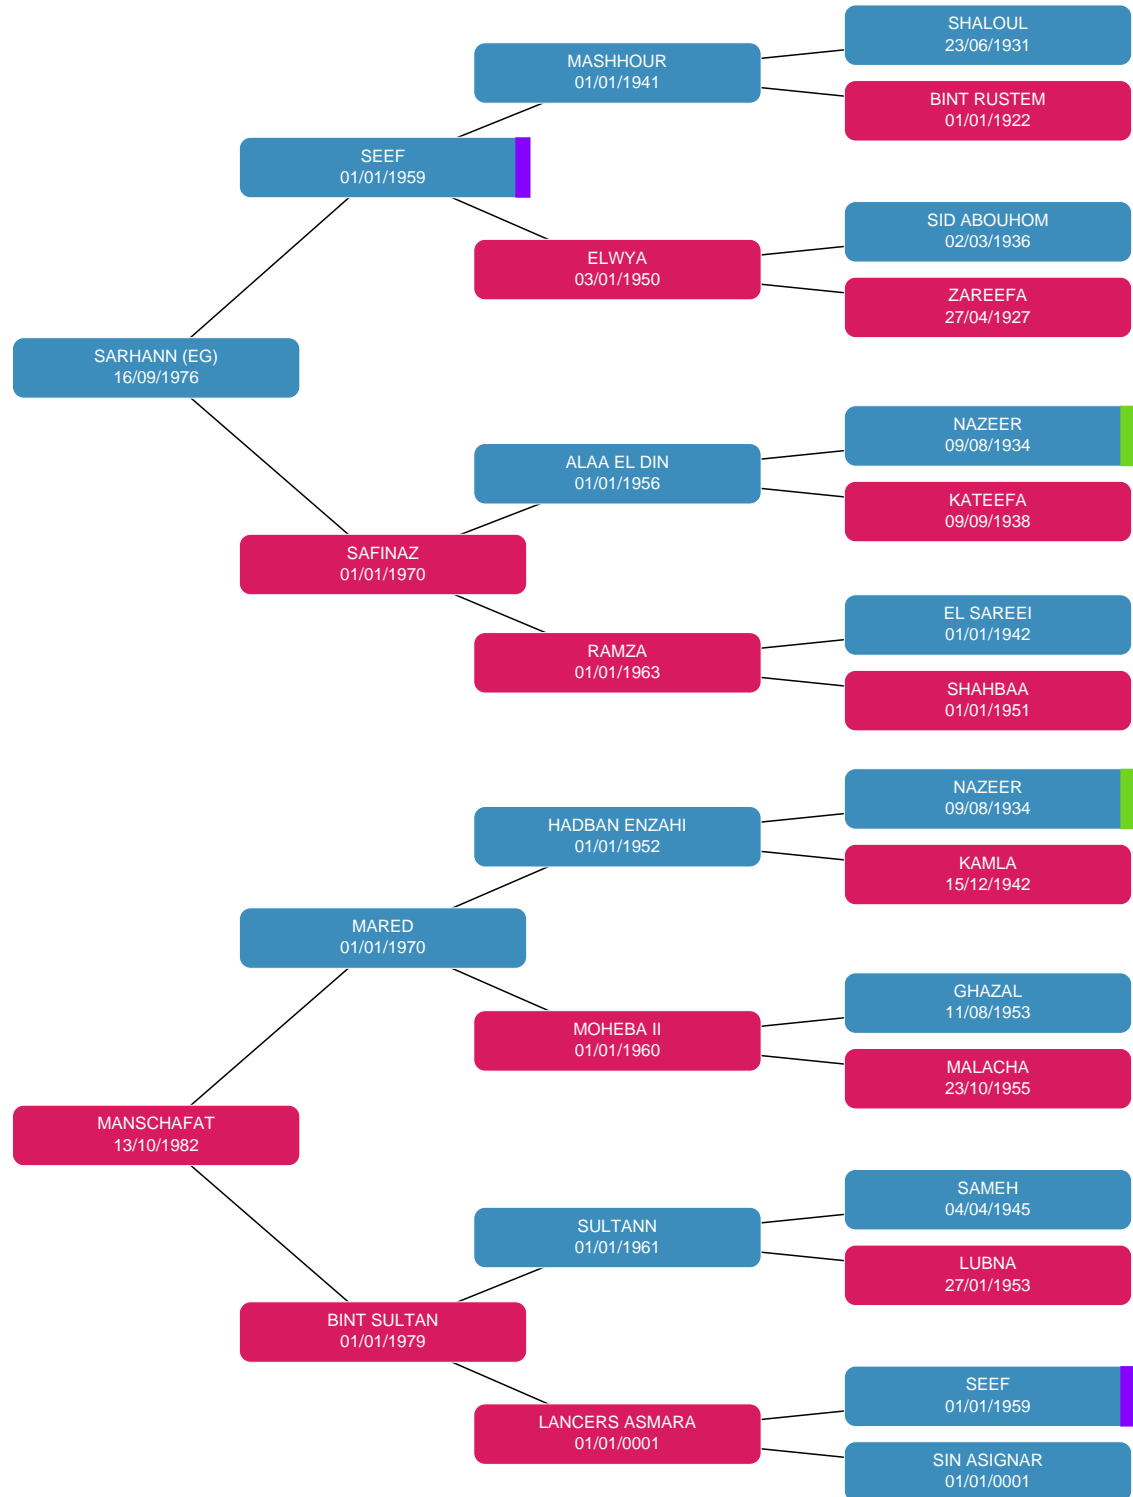 SHALOUL
23/06/1931
MASHHOUR
01/01/1941
BINT RUSTEM
01/01/1922
SEEF
01/01/1959
SID ABOUHOM
02/03/1936
ELWYA
03/01/1950
ZAREEFA
27/04/1927
SARHANN (EG)
16/09/1976
NAZEER
09/08/1934
ALAA EL DIN
01/01/1956
KATEEFA
09/09/1938
SAFINAZ
01/01/1970
EL SAREEI
01/01/1942
RAMZA
01/01/1963
SHAHBAA
01/01/1951
NAZEER
09/08/1934
HADBAN ENZAHI
01/01/1952
KAMLA
15/12/1942
MARED
01/01/1970
GHAZAL
11/08/1953
MOHEBA II
01/01/1960
MALACHA
23/10/1955
MANSCHAFAT
13/10/1982
SAMEH
04/04/1945
SULTANN
01/01/1961
LUBNA
27/01/1953
BINT SULTAN
01/01/1979
SEEF
01/01/1959
LANCERS ASMARA
01/01/0001
SIN ASIGNAR
01/01/0001